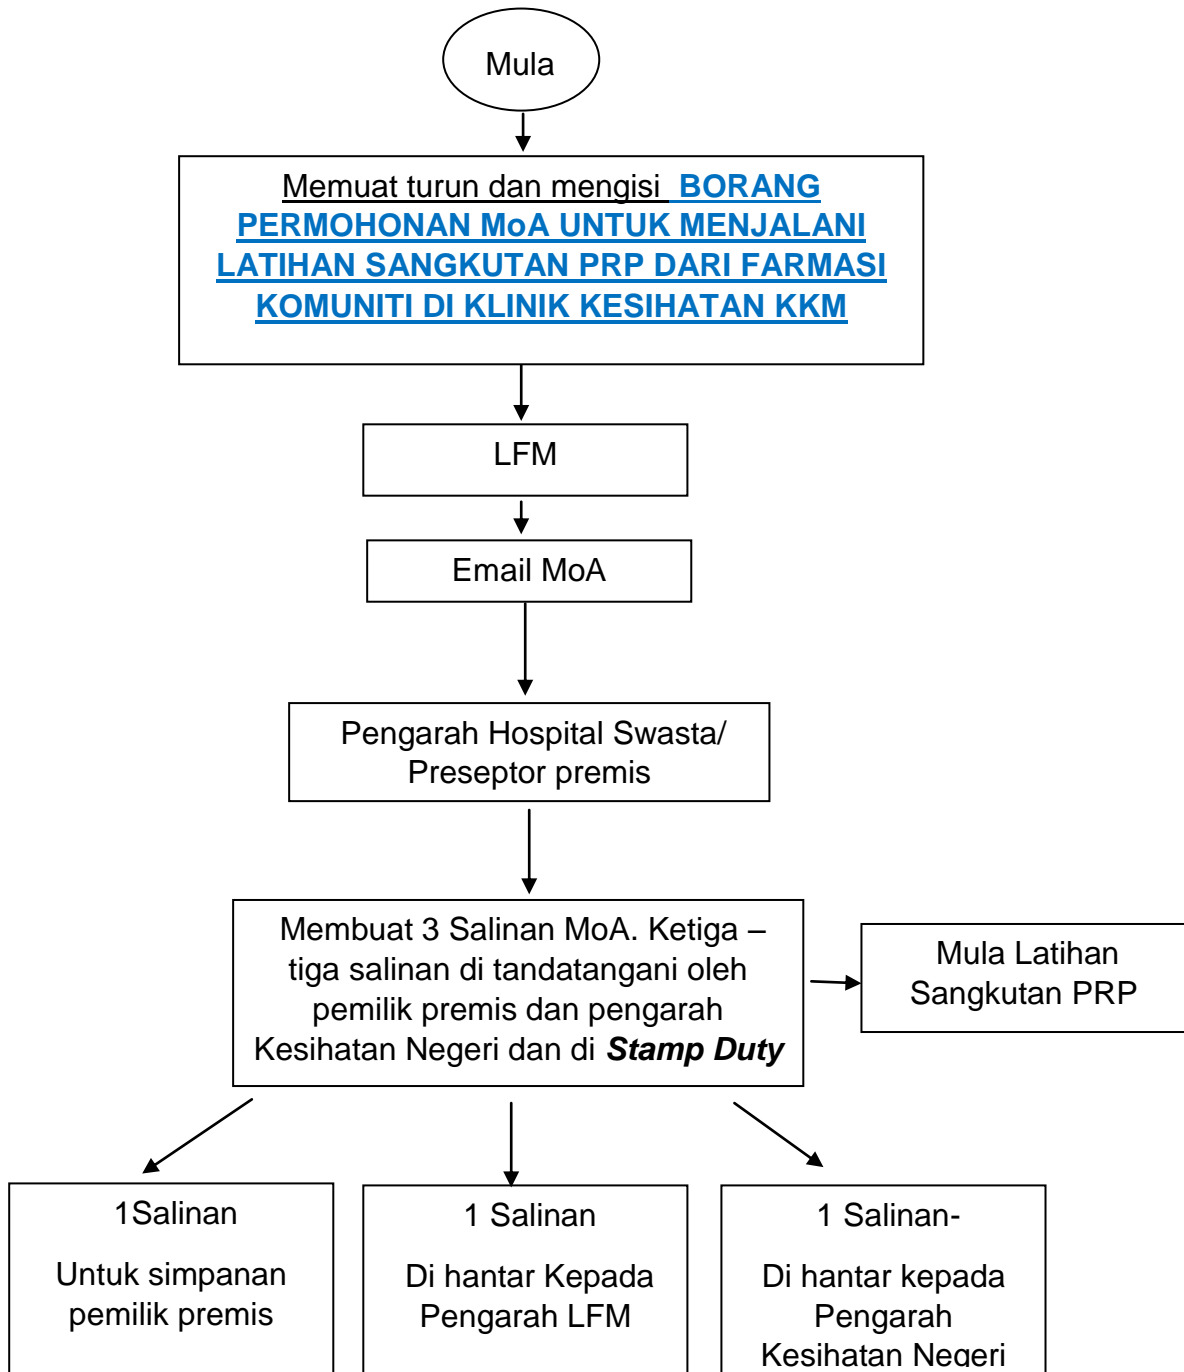 Mula
Memuat turun dan mengisi BORANG
PERMOHONAN MoA UNTUK MENJALANI
LATIHAN SANGKUTAN PRP DARI FARMASI
KOMUNITI DI KLINIK KESIHATAN KKM
LFM
Email MoA
Pengarah Hospital Swasta/
Preseptor premis
Membuat 3 Salinan MoA. Ketiga –
tiga salinan di tandatangani oleh
pemilik premis dan pengarah
Kesihatan Negeri dan di Stamp Duty
Mula Latihan
Sangkutan PRP
1Salinan
Untuk simpanan
pemilik premis
1 Salinan
Di hantar Kepada
Pengarah LFM
1 Salinan-
Di hantar kepada
Pengarah
Kesihatan Negeri